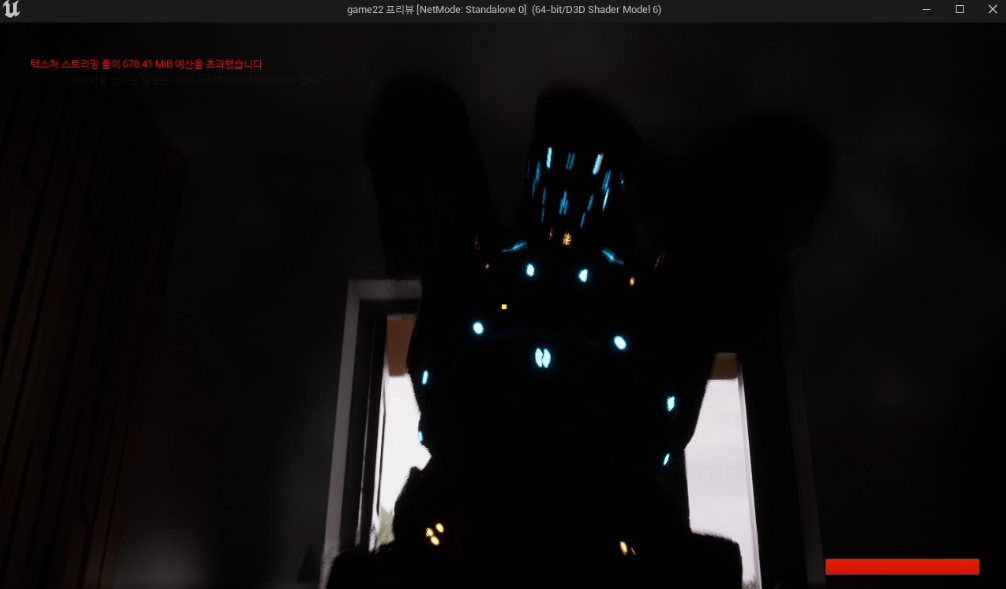 game22 프리뷰 [NetMode: Standalone 0] (64-bit/D3D Shader Model 6)
텍스처 스트리밍 풀이 678.41 MiB 예산을 초과했습니다